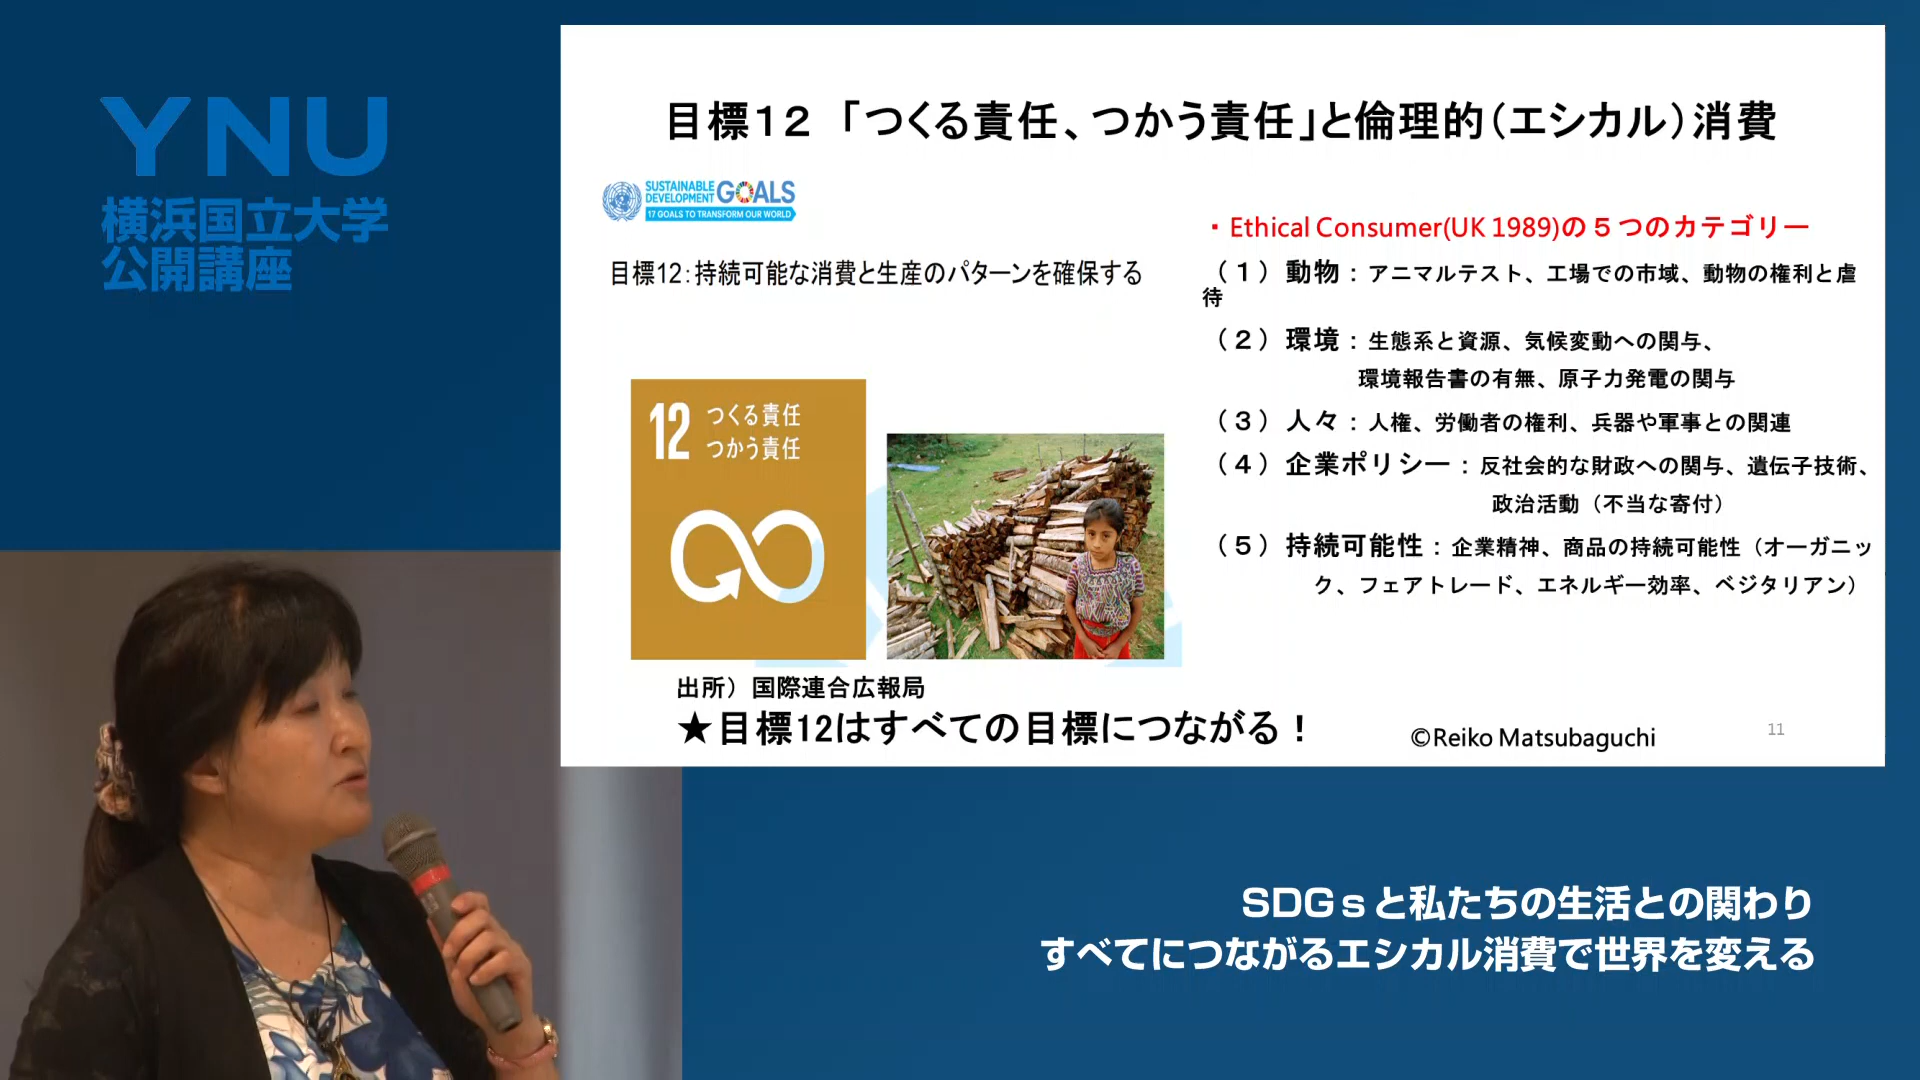 YNU
横浜国立大学
公開講座
目標12 「つくる責任、つかう責任」と倫理的（エシカル）消費
SUSTAINABLE
DEVELOPMENT
GOALS
17 GOALS TO TRANSFORM OUR WORLD
目標12：持続可能な消費と生産のパターンを確保する
12 つくる責任
つかう責任
出所）国際連合広報局
★目標12はすべての目標につながる！
・Ethical Consumer(UK 1989)の５つのカテゴリー
（１）動物：アニマルテスト、工場での市域、動物の権利と虐
待
（２）環境：生態系と資源、気候変動への関与、
環境報告書の有無、原子力発電の関与
（３）人々：人権、労働者の権利、兵器や軍事との関連
（４）企業ポリシー：反社会的な財政への関与、遺伝子技術、
政治活動（不当な寄付）
（５）持続可能性：企業精神、商品の持続可能性（オーガニッ
ク、フェアトレード、エネルギー効率、ベジタリアン）
©Reiko Matsubaguchi
11
SDGｓと私たちの生活との関わり
すべてにつながるエシカル消費で世界を変える